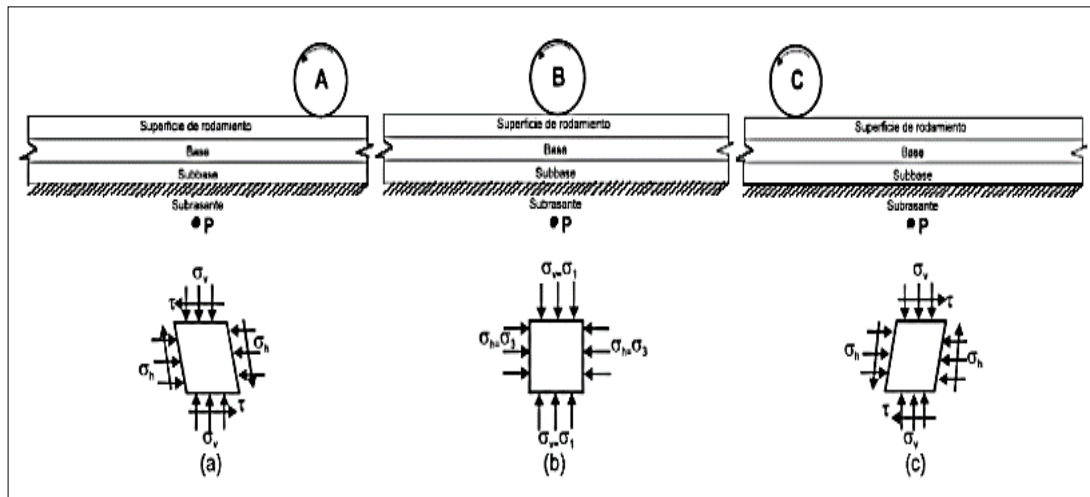 A
Superficie de rodamiento
Base
Subbase
Subrasante
P
σv
τ
σh
σh
τ
σv
(a)
B
Superficie de rodamiento
Base
Subbase
Subrasante
P
σv=σ1
σh=σ3
σh=σ3
σv=σ1
(b)
C
Superficie de rodamiento
Base
Subbase
Subrasante
P
σv
τ
σh
σh
τ
σv
(c)